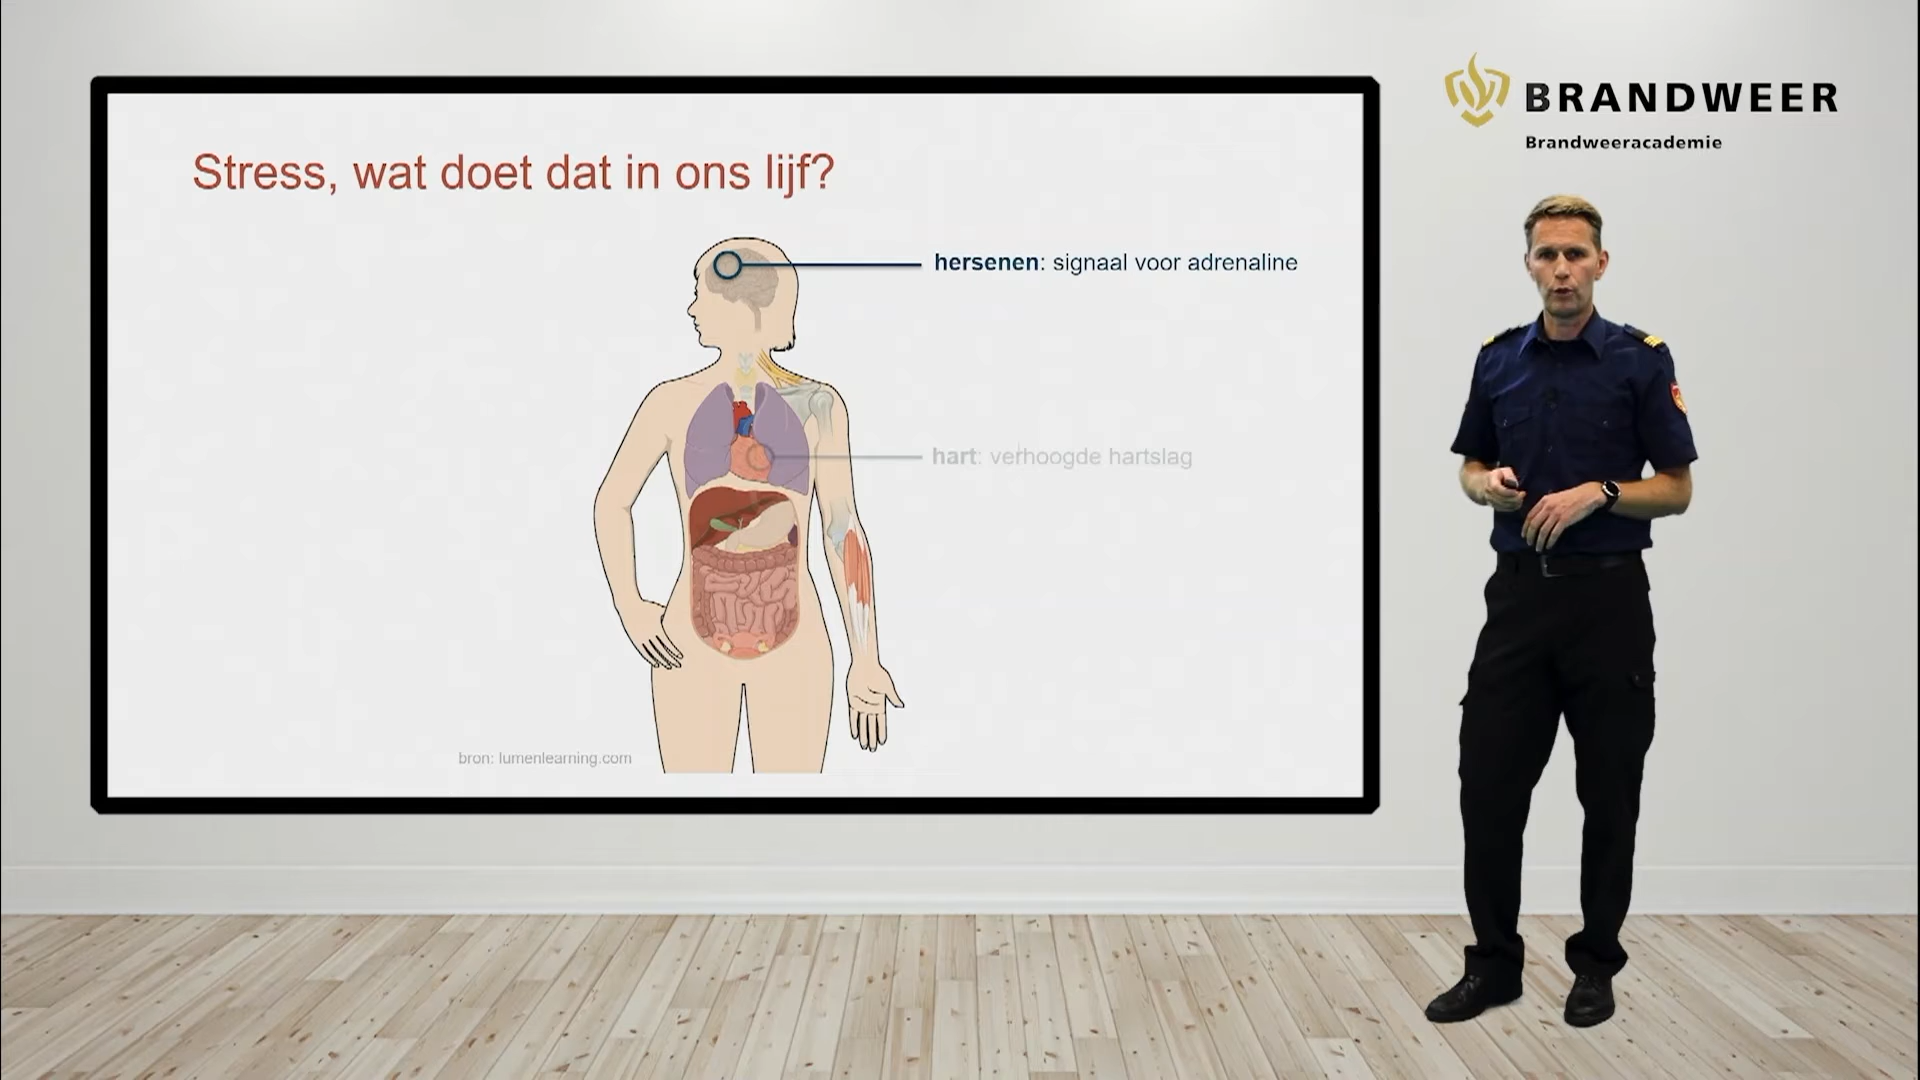 BRANDWEER
Brandweeracademie
Stress, wat doet dat in ons lijf?
hersenen: signaal voor adrenaline
hart: verhoogde hartslag
bron: lumenlearning.com